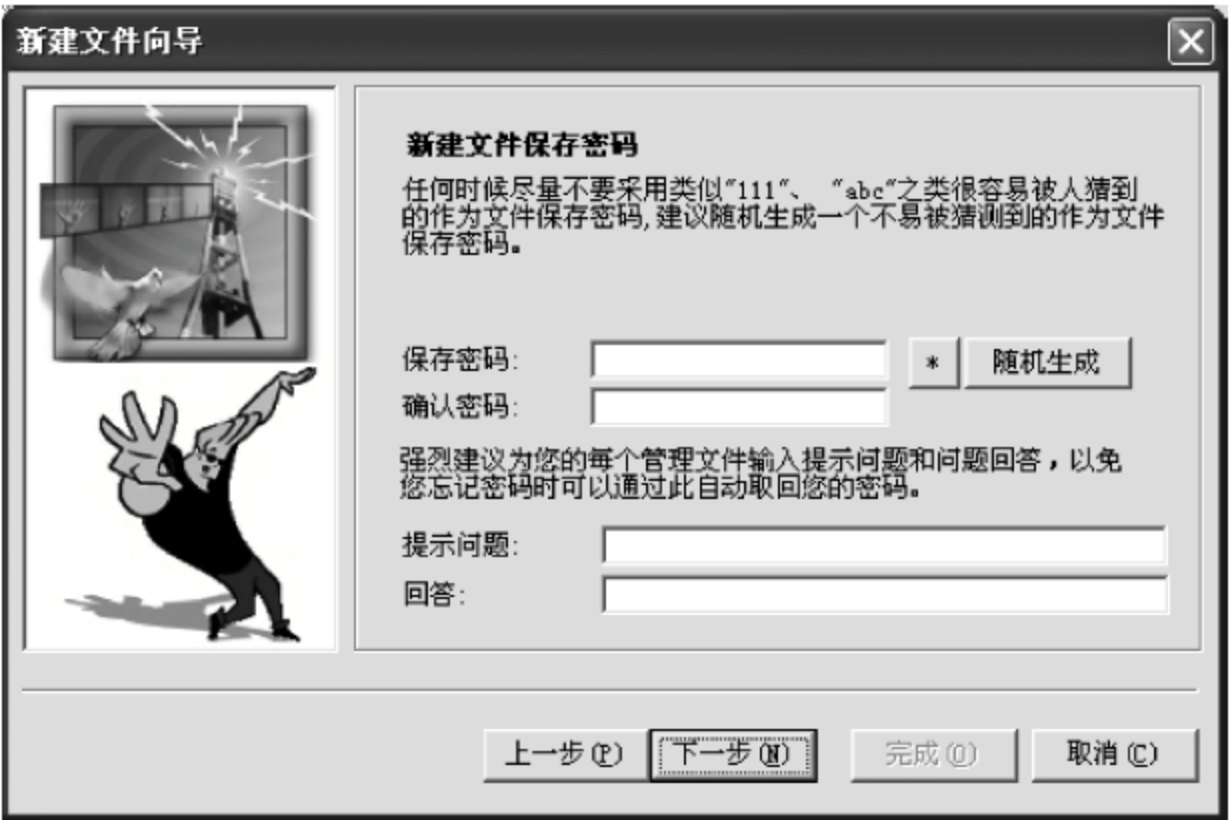 新建文件向导
新建文件保存密码
任何时候尽量不要采用类似"111"、 "abc"之类很容易被人猜到
的作为文件保存密码,建议随机生成一个不易被猜测到的作为文件
保存密码。
保存密码: * 随机生成
确认密码:
强烈建议为您的每个管理文件输入提示问题和问题回答，以免
您忘记密码时可以通过此自动取回您的密码。
提示问题:
回答:
上一步(P) 下一步(N) 完成(O) 取消(C)